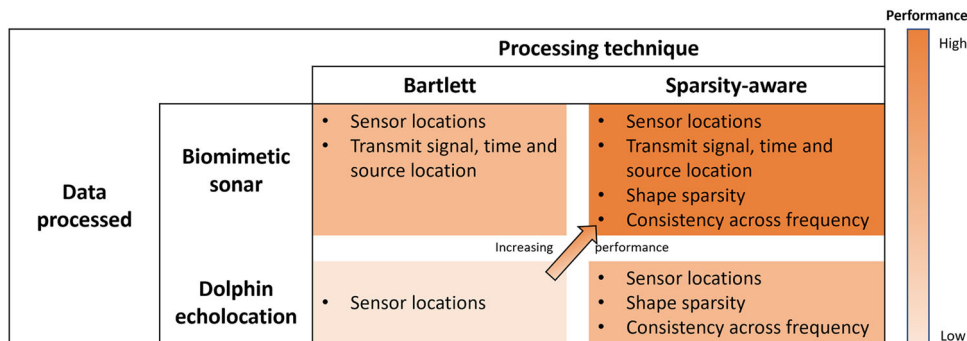 Performance
High
Processing technique
Bartlett
Sparsity-aware
Data
processed
Biomimetic
sonar
• Sensor locations
• Transmit signal, time and
source location
• Sensor locations
• Transmit signal, time and
source location
• Shape sparsity
• Consistency across frequency
Increasing performance
Dolphin
echolocation
• Sensor locations
• Sensor locations
• Shape sparsity
• Consistency across frequency
Low